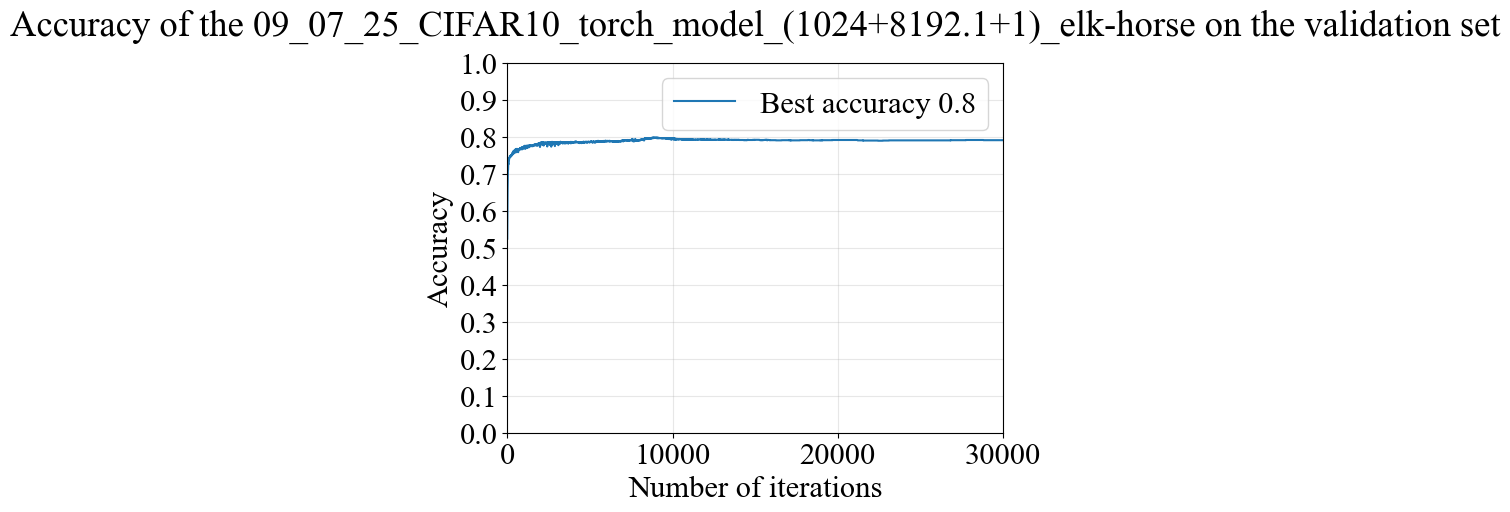 Accuracy of the 09_07_25_CIFAR10_torch_model_(1024+8192.1+1)_elk-horse on the validation set
1.0
0.9
0.8
0.7
0.6
0.5
0.4
0.3
0.2
0.1
0.0
Accuracy
Best accuracy 0.8
0 10000 20000 30000
Number of iterations